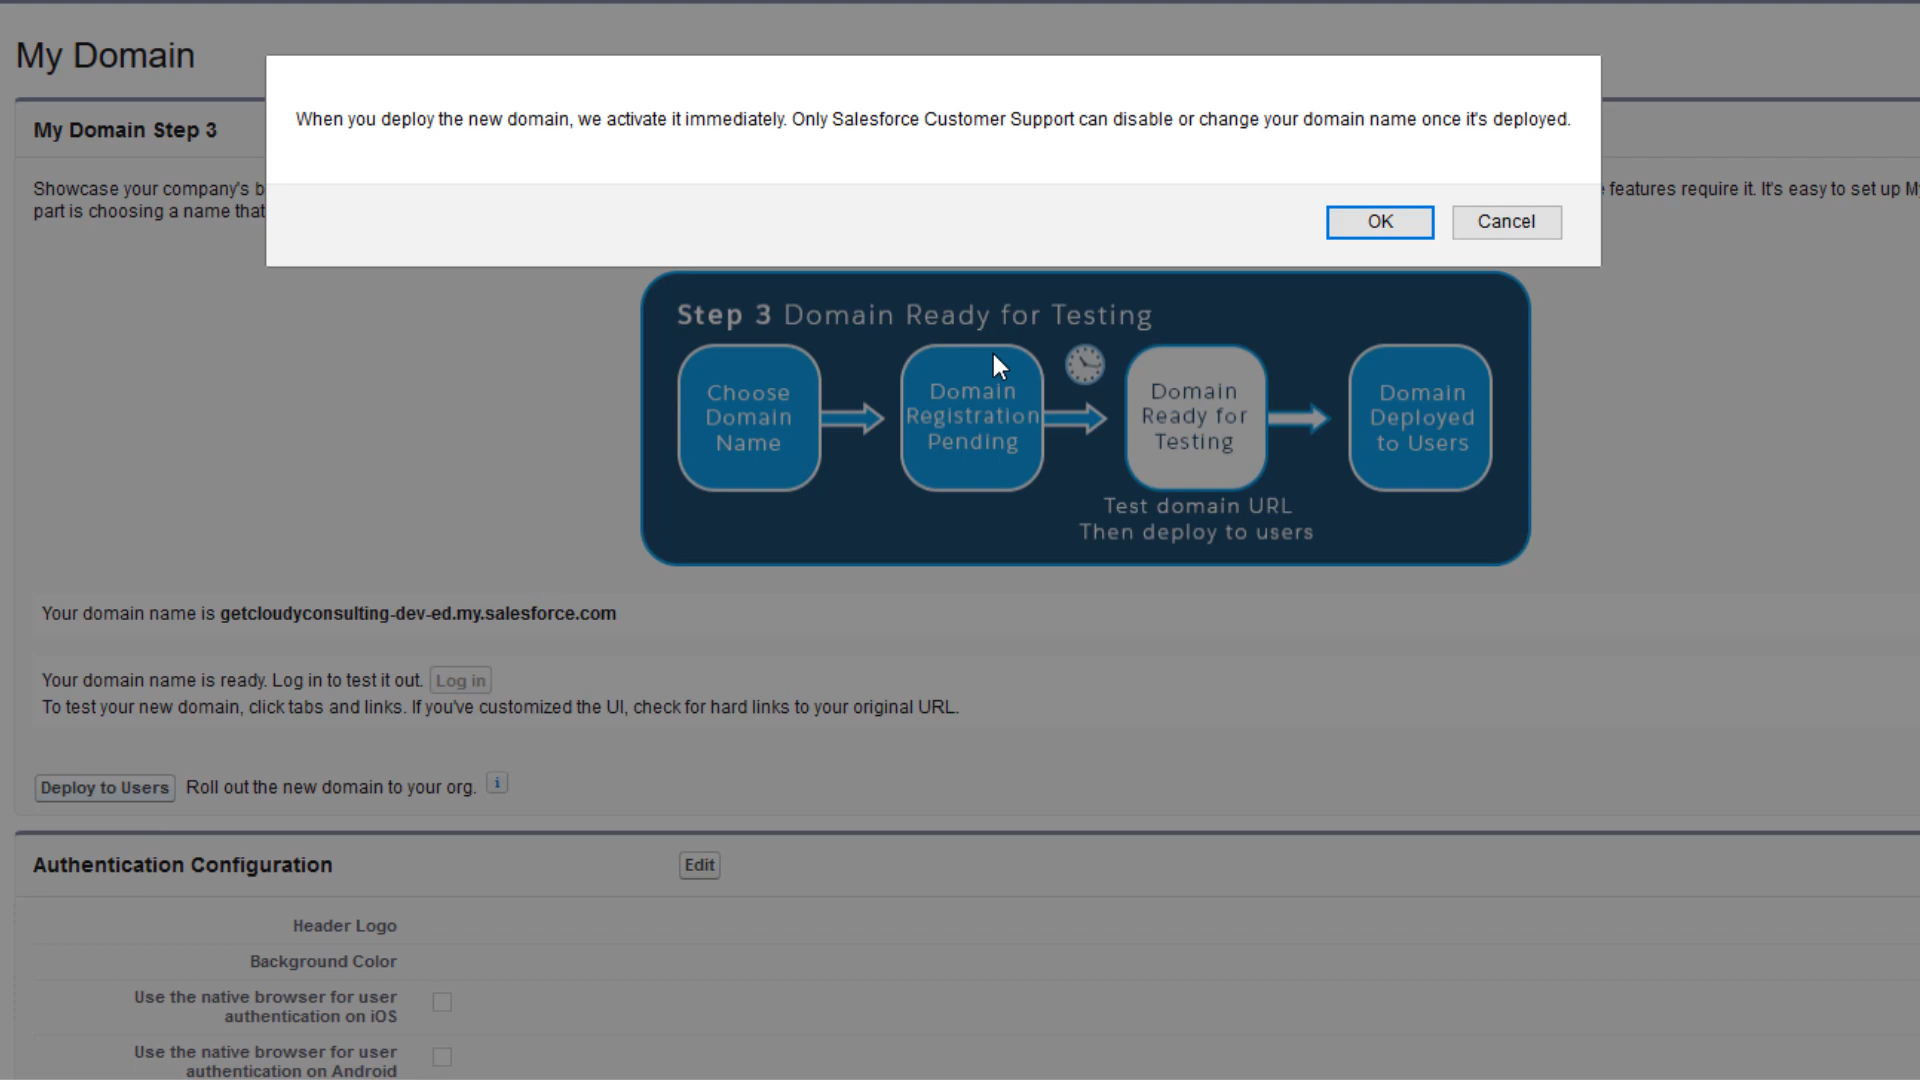 My Domain
When you deploy the new domain, we activate it immediately. Only Salesforce Customer Support can disable or change your domain name once it's deployed.
OK
Cancel
My Domain Step 3
Showcase your company's b
features require it. It's easy to set up
part is choosing a name that
Step 3 Domain Ready for Testing
Choose
Domain
Name
Domain
Registration
Pending
Domain
Ready for
Testing
Domain
Deployed
to Users
Test domain URL
Then deploy to users
Your domain name is getcloudyconsulting-dev-ed.my.salesforce.com
Your domain name is ready. Log in to test it out. Log in
To test your new domain, click tabs and links. If you've customized the UI, check for hard links to your original URL.
Deploy to Users Roll out the new domain to your org. i
Authentication Configuration
Edit
Header Logo
Background Color
Use the native browser for user
authentication on iOS
Use the native browser for user
authentication on Android